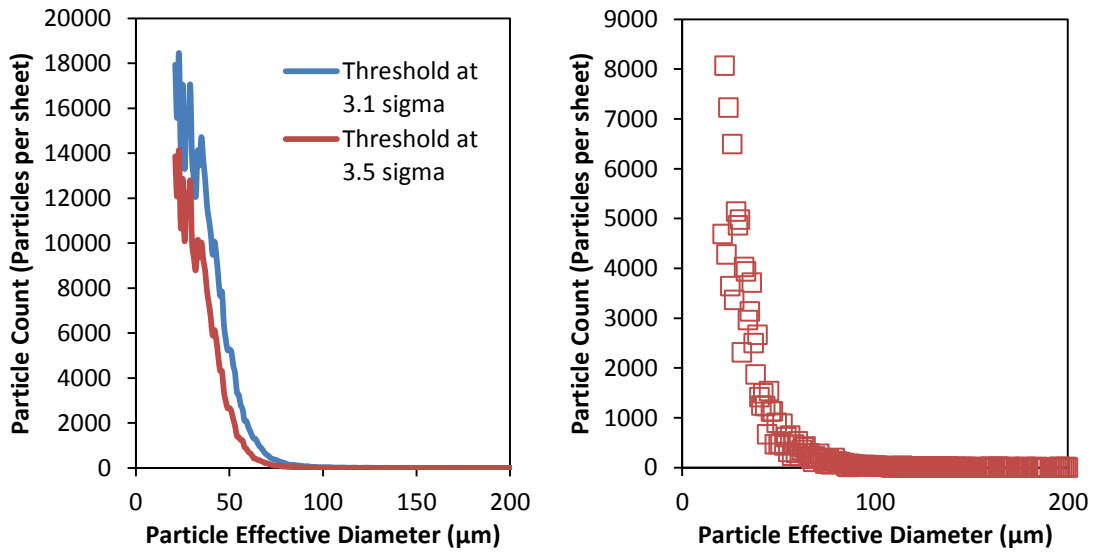 20000
18000
16000
14000
12000
10000
8000
6000
4000
2000
0
0 50 100 150 200
Particle Count (Particles per sheet)
Particle Effective Diameter (µm)
Threshold at
3.1 sigma
Threshold at
3.5 sigma
9000
8000
7000
6000
5000
4000
3000
2000
1000
0
0 50 100 150 200
Particle Count (Particles per sheet)
Particle Effective Diameter (µm)